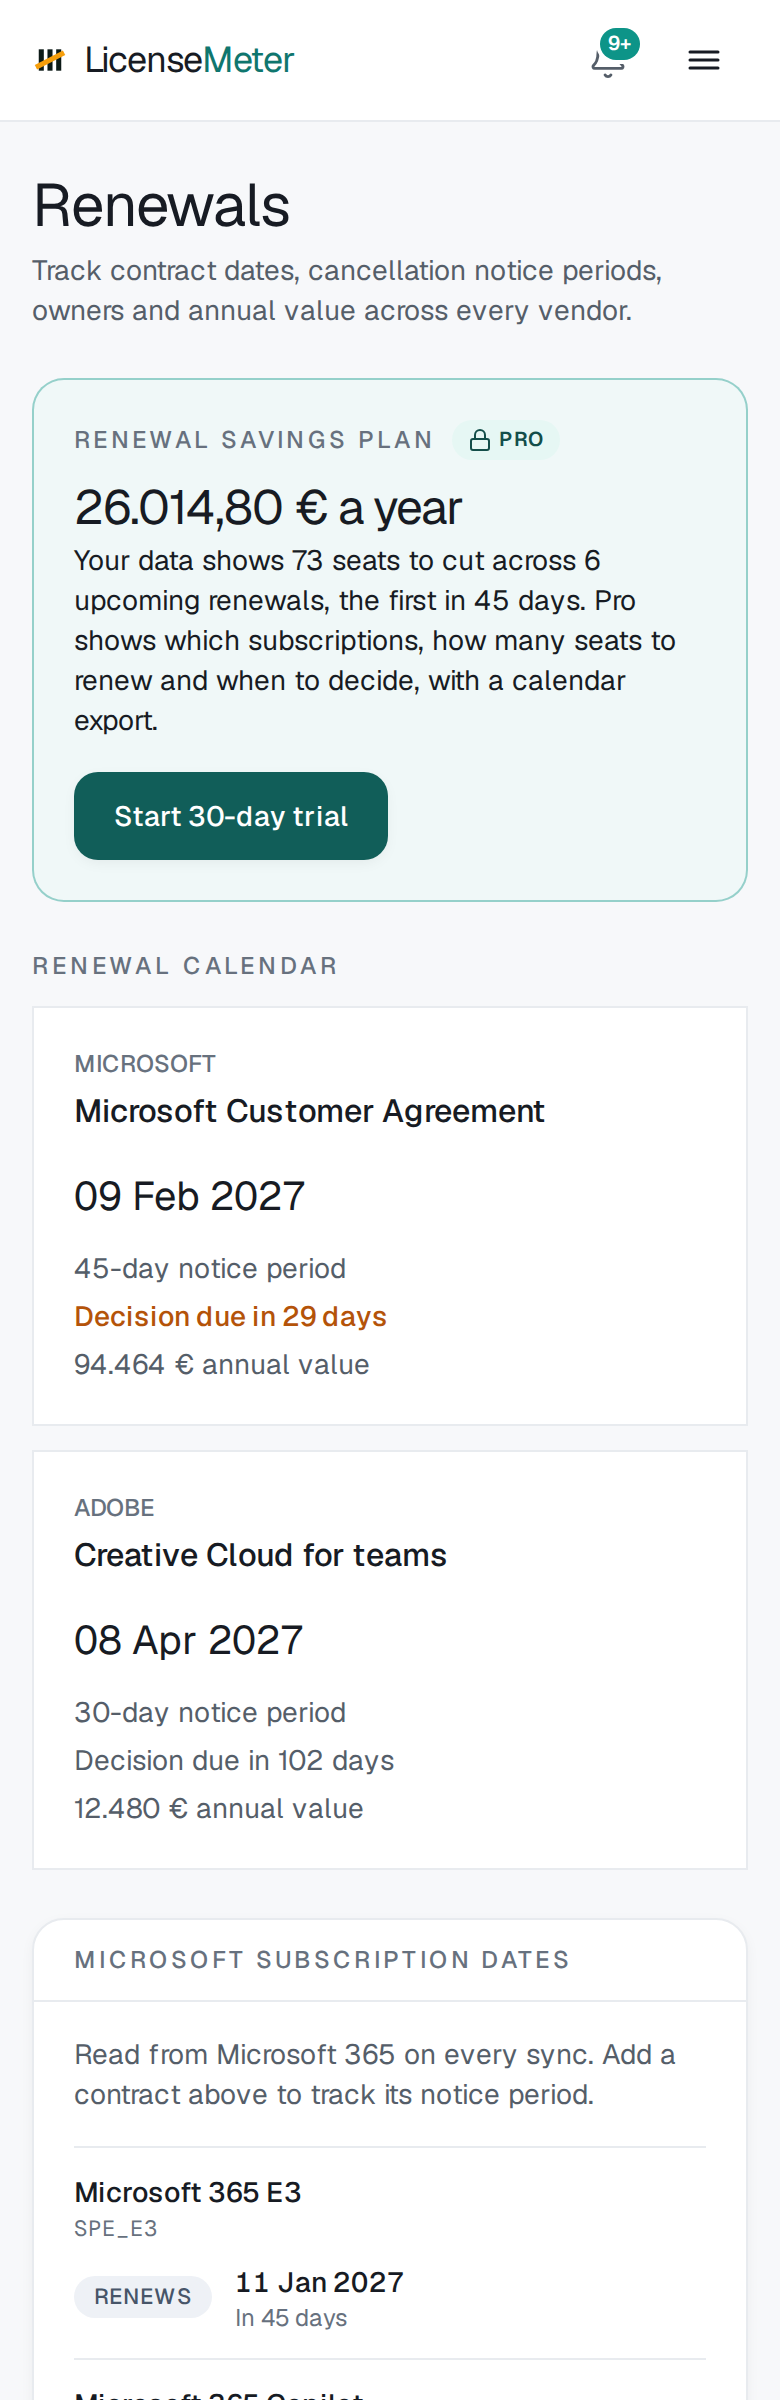 LicenseMeter
9+
Renewals
Track contract dates, cancellation notice periods,
owners and annual value across every vendor.
RENEWAL SAVINGS PLAN PRO
26.014,80 € a year
Your data shows 73 seats to cut across 6
upcoming renewals, the first in 45 days. Pro
shows which subscriptions, how many seats to
renew and when to decide, with a calendar
export.
Start 30-day trial
RENEWAL CALENDAR
MICROSOFT
Microsoft Customer Agreement
09 Feb 2027
45-day notice period
Decision due in 29 days
94.464 € annual value
ADOBE
Creative Cloud for teams
08 Apr 2027
30-day notice period
Decision due in 102 days
12.480 € annual value
MICROSOFT SUBSCRIPTION DATES
Read from Microsoft 365 on every sync. Add a
contract above to track its notice period.
Microsoft 365 E3
SPE_E3
RENEWS
11 Jan 2027
In 45 days
Microsoft 365 Copilot